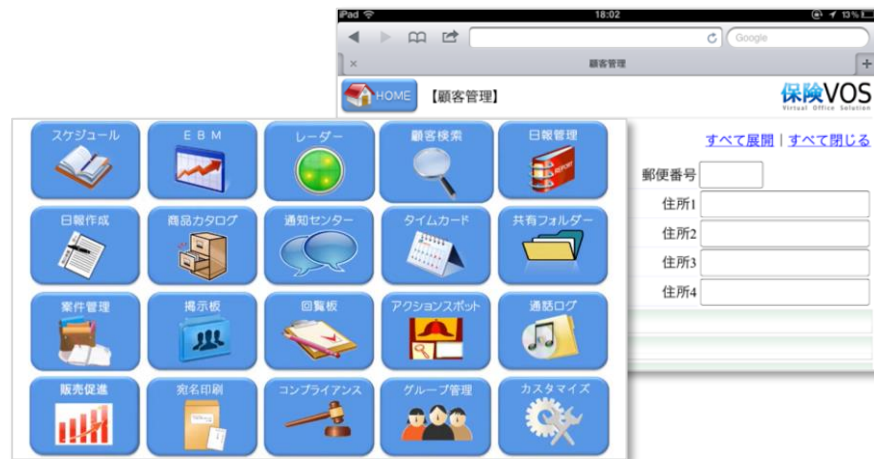 iPad 18:02 13%
Google
顧客管理
HOME 【顧客管理】 保険VOS
Virtual Office Solution
すべて展開 | すべて閉じる
郵便番号
住所1
住所2
住所3
住所4
スケジュール EBM レーダー 顧客検索 日報管理
REPORT
日報作成 商品カタログ 通知センター タイムカード 共有フォルダー
案件管理 掲示板 回覧板 アクションスポット 通話ログ
販売促進 宛名印刷 コンプライアンス グループ管理 カスタマイズ